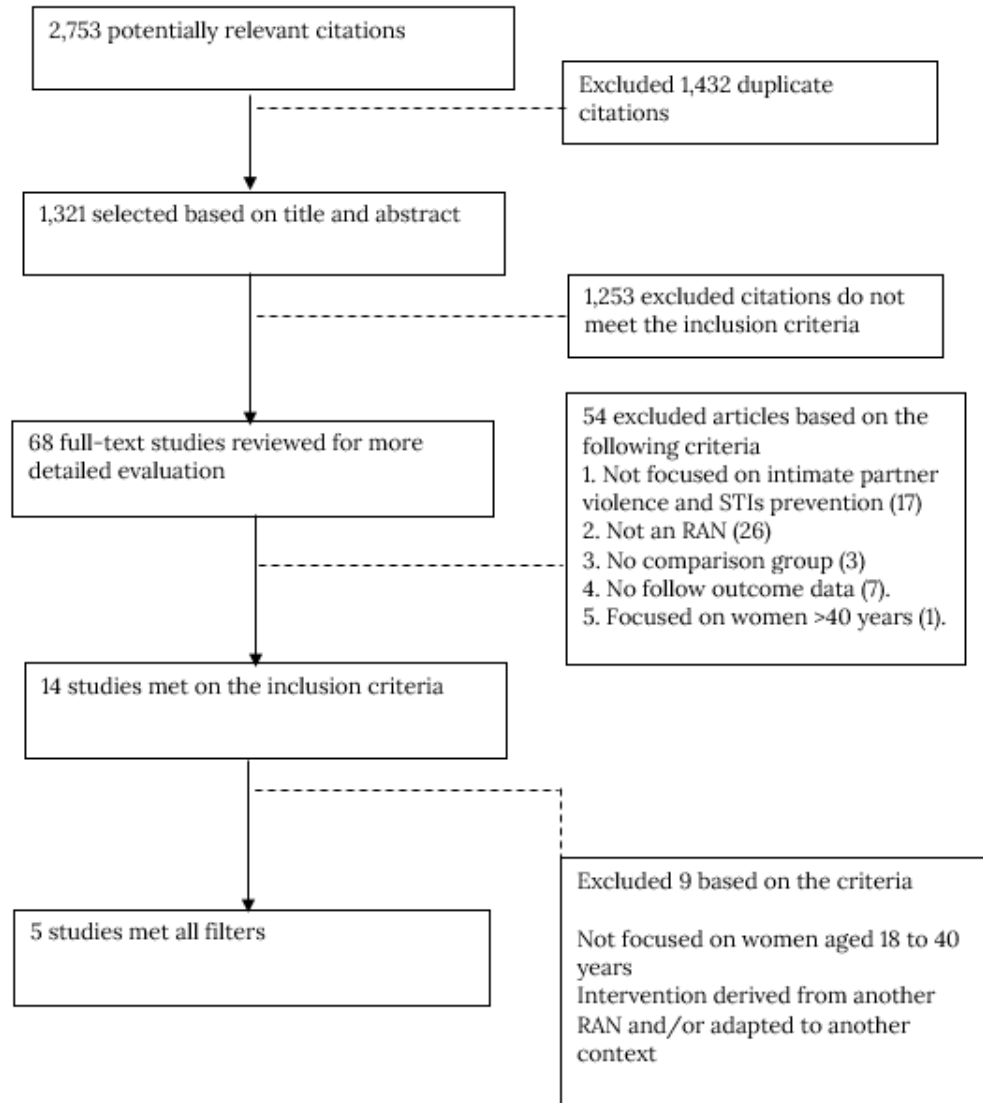 2,753 potentially relevant citations
Excluded 1,432 duplicate
citations
1,321 selected based on title and abstract
1,253 excluded citations do not
meet the inclusion criteria
68 full-text studies reviewed for more
detailed evaluation
54 excluded articles based on the
following criteria
1. Not focused on intimate partner
violence and STIs prevention (17)
2. Not an RAN (26)
3. No comparison group (3)
4. No follow outcome data (7).
5. Focused on women >40 years (1).
14 studies met on the inclusion criteria
Excluded 9 based on the criteria
Not focused on women aged 18 to 40
years
Intervention derived from another
RAN and/or adapted to another
context
5 studies met all filters